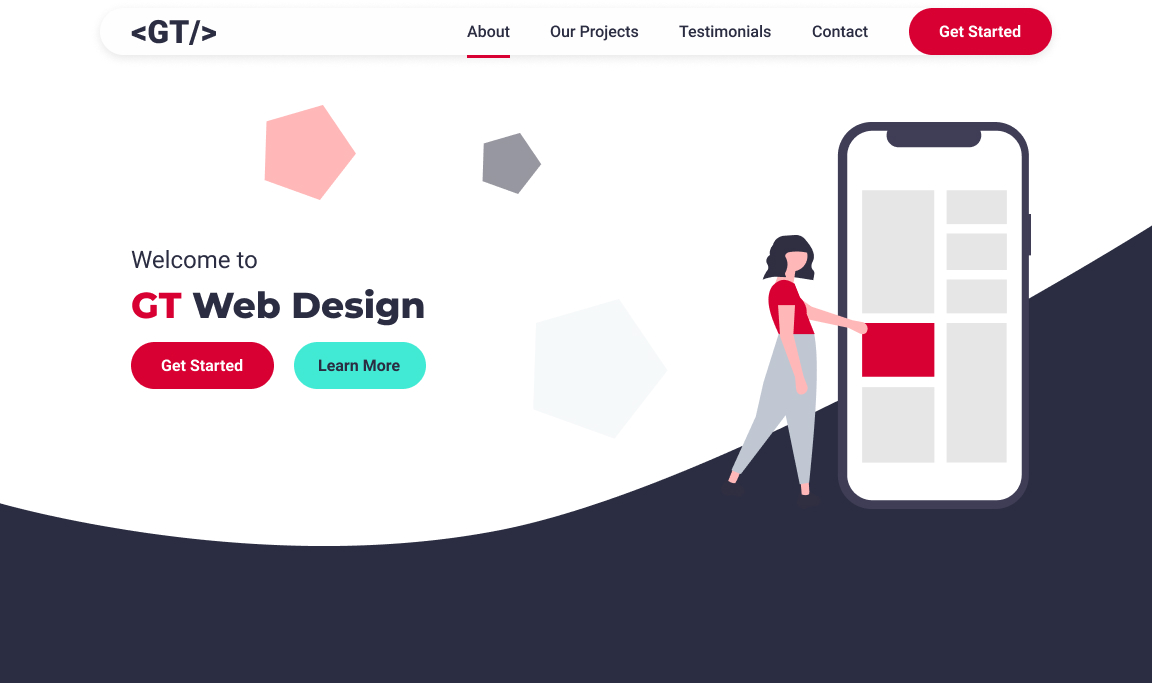 <GT/>
About
Our Projects
Testimonials
Contact
Get Started
Welcome to
GT Web Design
Get Started
Learn More